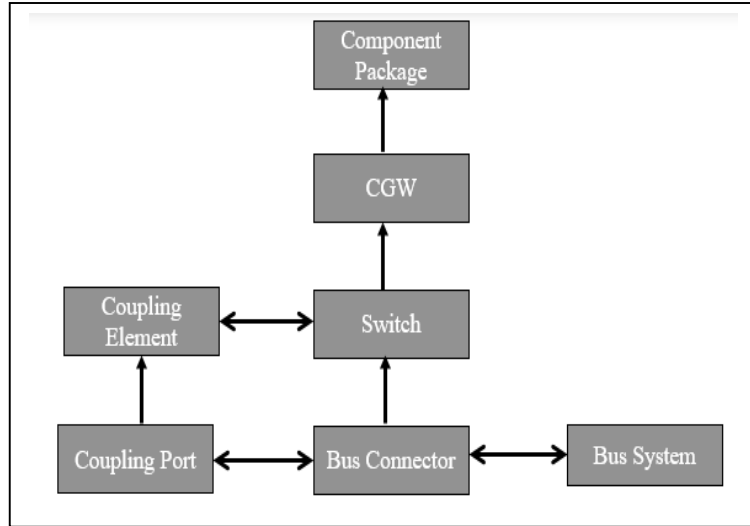 Component
Package
CGW
Coupling
Element
Switch
Coupling Port
Bus Connector
Bus System